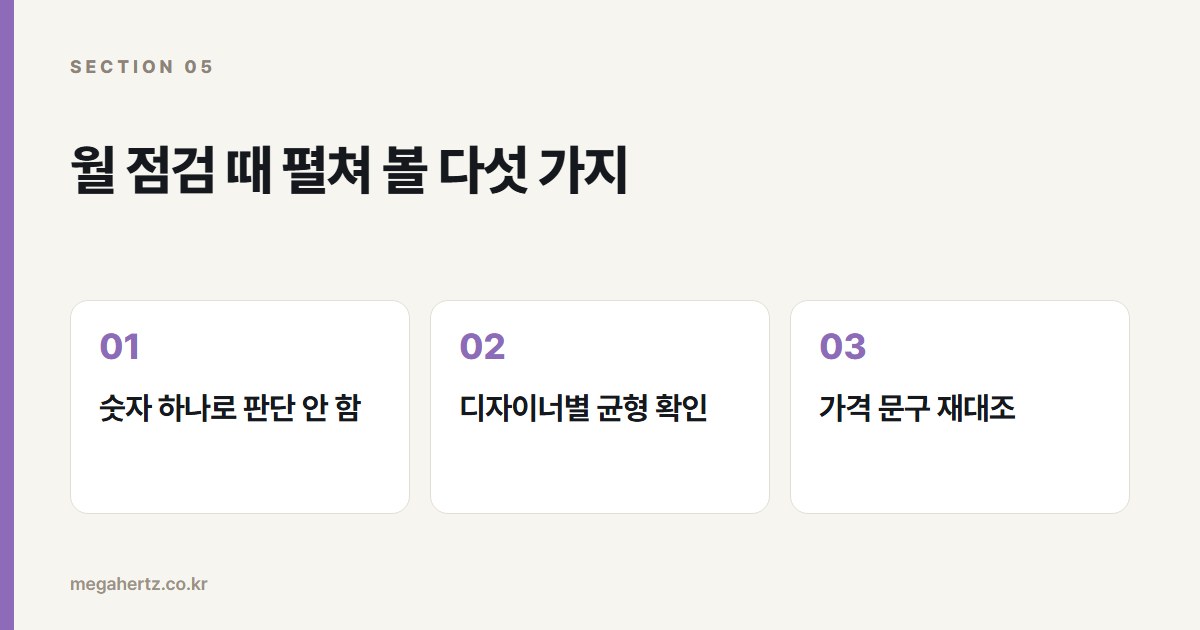 SECTION 05
월 점검 때 펼쳐 볼 다섯 가지
01
숫자 하나로 판단 안 함
02
디자이너별 균형 확인
03
가격 문구 재대조
megahertz.co.kr